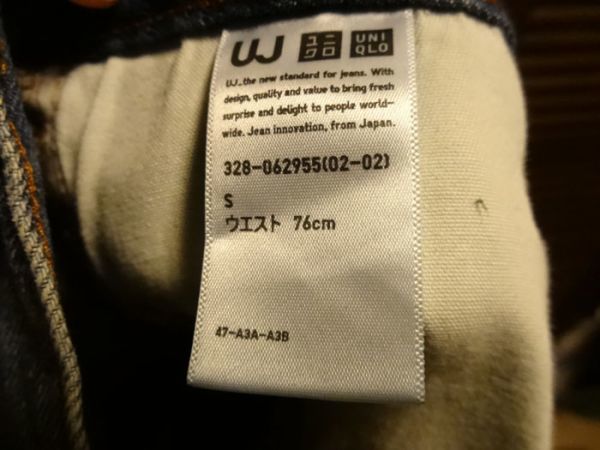 UJ ユニクロ UNIQLO
UJ...the new standard for jeans. With
design, quality and value to bring fresh
surprise and delight to people world-
wide. Jean innovation, from Japan.
328-062955(02-02)
S
ウエスト 76cm
47-A3A-A3B